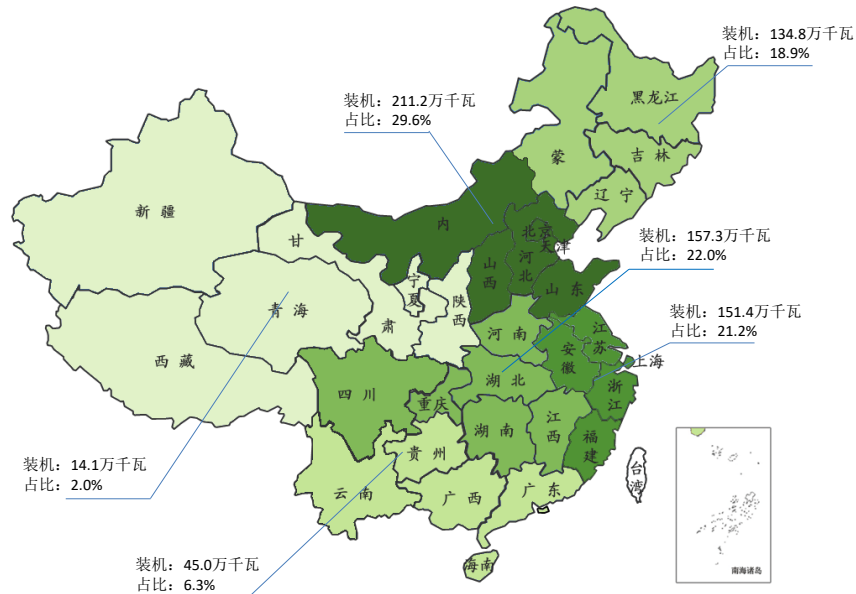 装机：134.8万千瓦
占比：18.9%
装机：211.2万千瓦
占比：29.6%
黑龙江
吉林
辽宁
蒙
内
新疆
甘
北京
天津
河北
山西
山东
宁夏
陕西
青海
肃
西藏
装机：157.3万千瓦
占比：22.0%
装机：151.4万千瓦
占比：21.2%
河南
江苏
安徽
上海
浙江
湖北
四川
重庆
湖南
江西
福建
贵州
云南
广西
广东
台湾
海南
装机：14.1万千瓦
占比：2.0%
装机：45.0万千瓦
占比：6.3%
南海诸岛